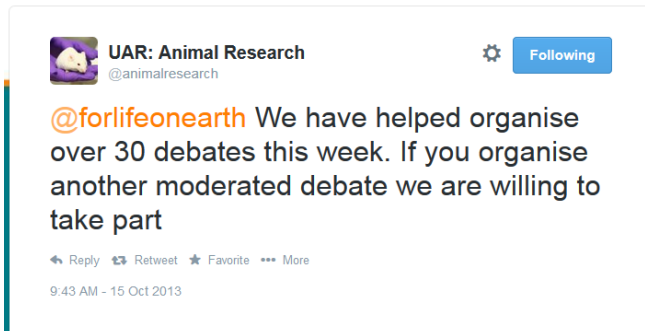 UAR: Animal Research
@animalresearch
Following
@forlifeonearth We have helped organise
over 30 debates this week. If you organise
another moderated debate we are willing to
take part
Reply Retweet Favorite More
9:43 AM - 15 Oct 2013